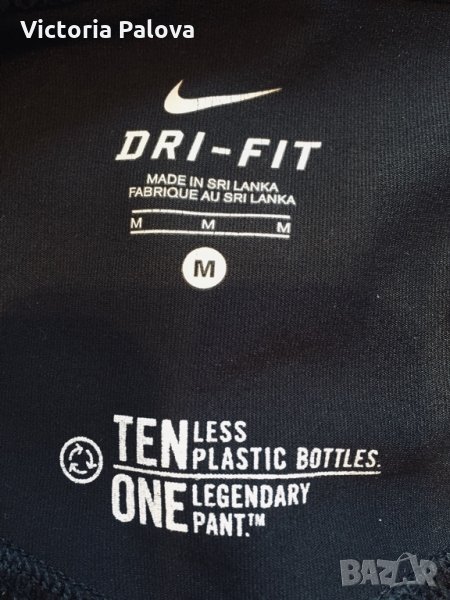 Victoria Palova
DRI-FIT
MADE IN SRI LANKA
FABRIQUE AU SRI LANKA
M M M
M
TEN LESS
PLASTIC BOTTLES.
ONE LEGENDARY
PANT.™
BAZAR